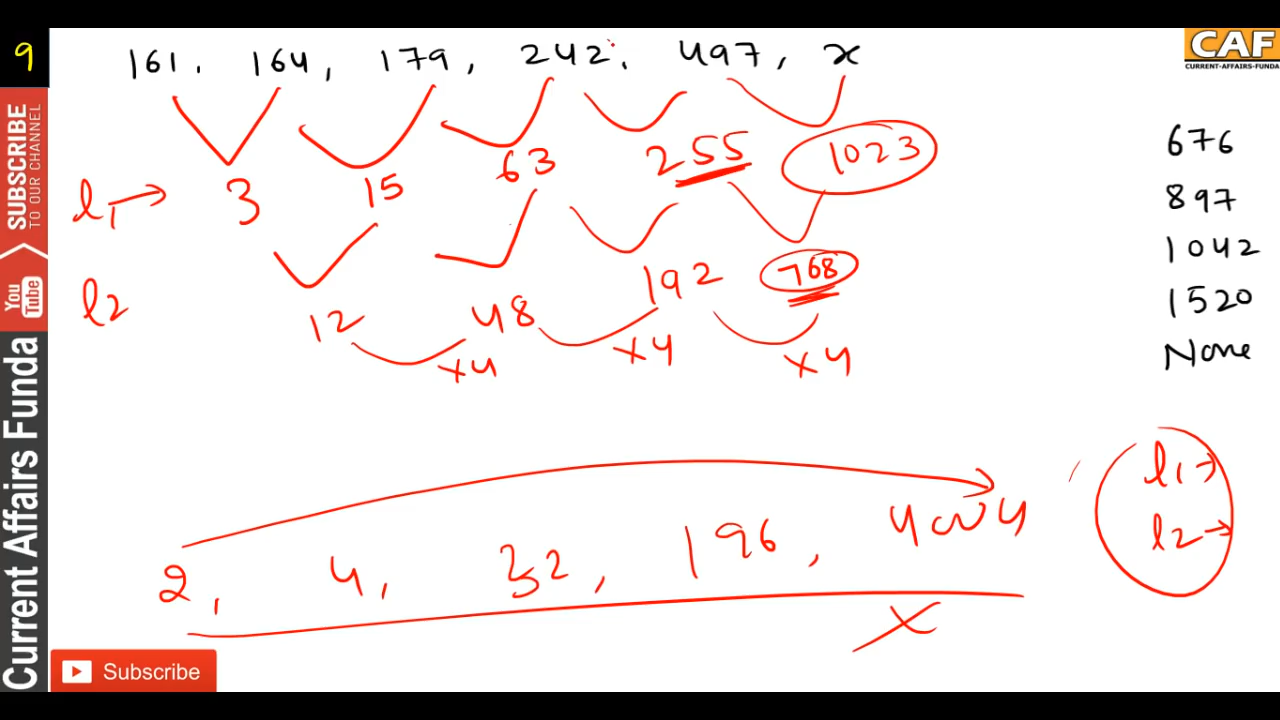 9
161, 164, 179, 242, 497, x
CAF
CURRENT-AFFAIRS-FUNDA
3 15 63 255 1023
l1→
12 48 192 768
l2
x4 x4 x4
676
897
1042
1520
None
l1→
l2→
2, 4, 32, 196,
x
SUBSCRIBE
TO OUR CHANNEL
You Tube
Current Affairs Funda
Subscribe